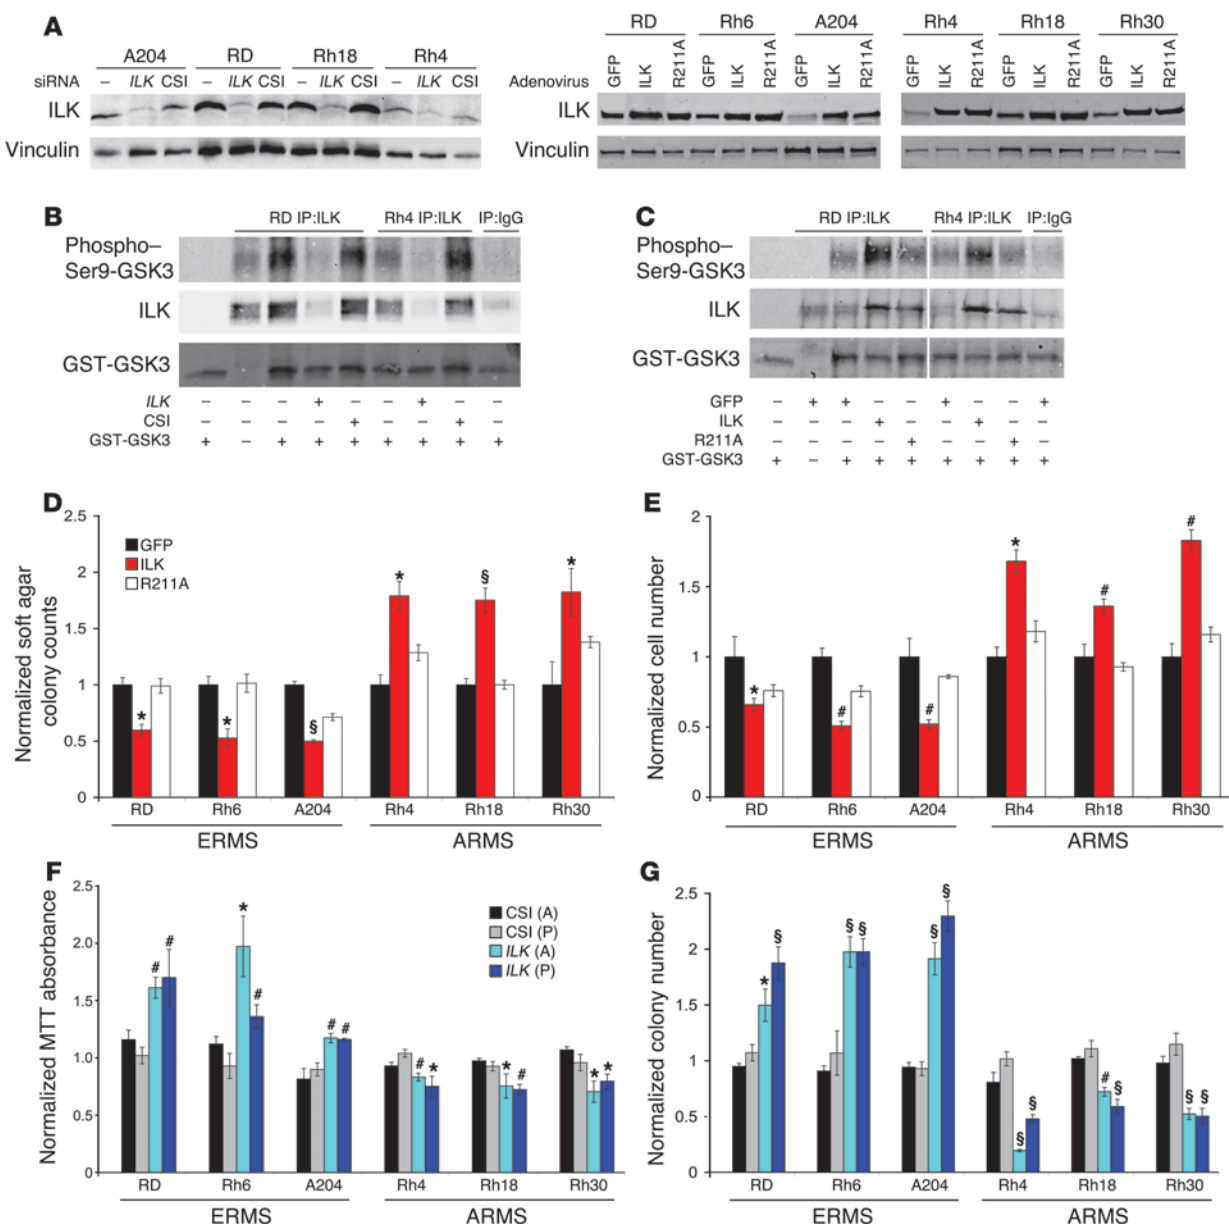 A
A204 RD Rh18 Rh4
siRNA – ILK CSI – ILK CSI – ILK CSI – ILK CSI
ILK
Vinculin
RD Rh6 A204 Rh4 Rh18 Rh30
Adenovirus GFP ILK R211A GFP ILK R211A GFP ILK R211A GFP ILK R211A GFP ILK R211A GFP ILK R211A
ILK
Vinculin
B
RD IP:ILK Rh4 IP:ILK IP:IgG
Phospho–
Ser9-GSK3
ILK
GST-GSK3
ILK – – – + – – + – –
CSI – – – – + – – + –
GST-GSK3 + – + + + + + + +
C
RD IP:ILK Rh4 IP:ILK IP:IgG
Phospho–
Ser9-GSK3
ILK
GST-GSK3
GFP – + + – – + – – +
ILK – – – + – – + – –
R211A – – – – + – – + –
GST-GSK3 + – + + + + + + +
D
Normalized soft agar
colony counts
2.5
2
1.5
1
0.5
0
GFP
ILK
R211A
* * § * § *
RD Rh6 A204 Rh4 Rh18 Rh30
ERMS ARMS
E
Normalized cell number
2
1.5
1
0.5
0
* # # * # #
RD Rh6 A204 Rh4 Rh18 Rh30
ERMS ARMS
F
Normalized MTT absorbance
2.5
2
1.5
1.0
0.5
0
CSI (A)
CSI (P)
ILK (A)
ILK (P)
# # * # # # # * * # * *
RD Rh6 A204 Rh4 Rh18 Rh30
ERMS ARMS
G
Normalized colony number
2.5
2
1.5
1
0.5
0
* § § § § § § § # § § §
RD Rh6 A204 Rh4 Rh18 Rh30
ERMS ARMS